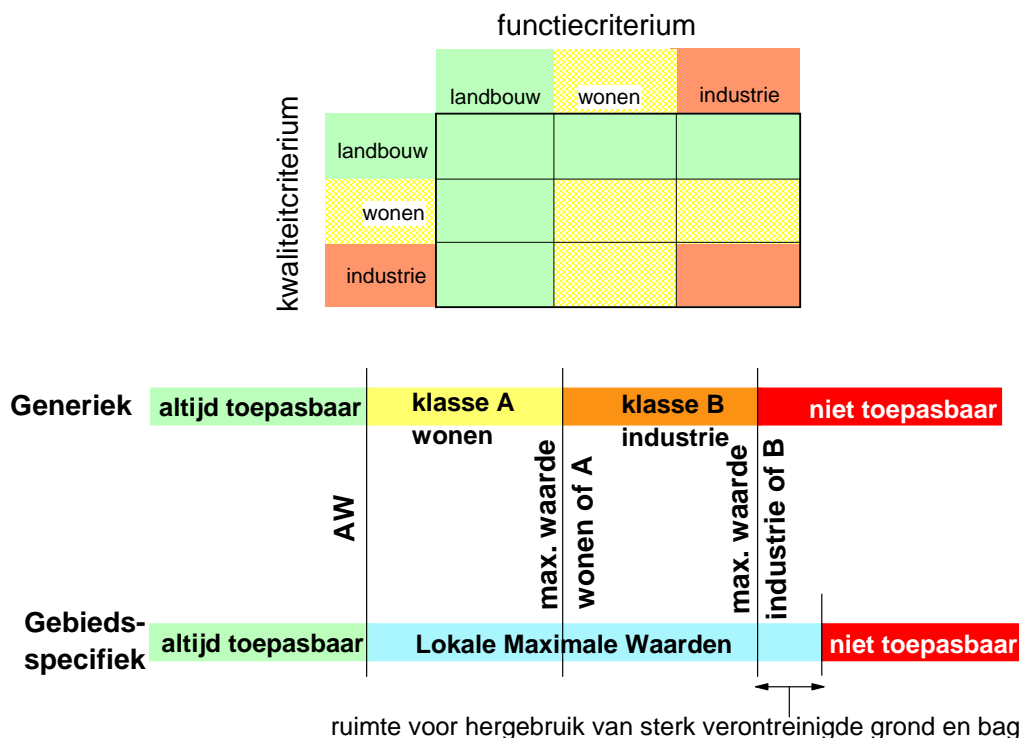 functiecriterium
landbouw wonen industrie
kwaliteitcriterium
landbouw
wonen
industrie
Generiek
altijd toepasbaar
klasse A
wonen
klasse B
industrie
niet toepasbaar
AW
max. waarde
wonen of A
max. waarde
industrie of B
Gebieds-
specifiek
altijd toepasbaar
Lokale Maximale Waarden
niet toepasbaar
ruimte voor hergebruik van sterk verontreinigde grond en bag